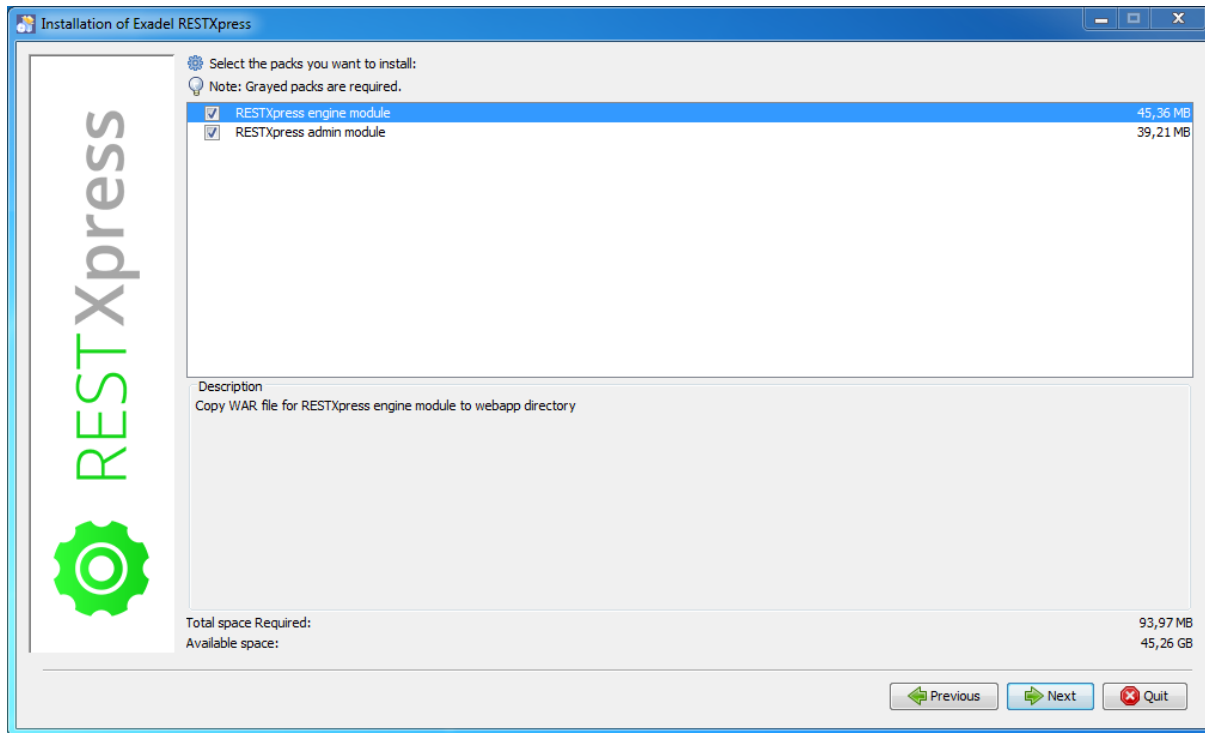 Installation of Exadel RESTXpress
RESTXpress
Select the packs you want to install:
Note: Grayed packs are required.
RESTXpress engine module 45,36 MB
RESTXpress admin module 39,21 MB
Description
Copy WAR file for RESTXpress engine module to webapp directory
Total space Required: 93,97 MB
Available space: 45,26 GB
Previous Next Quit